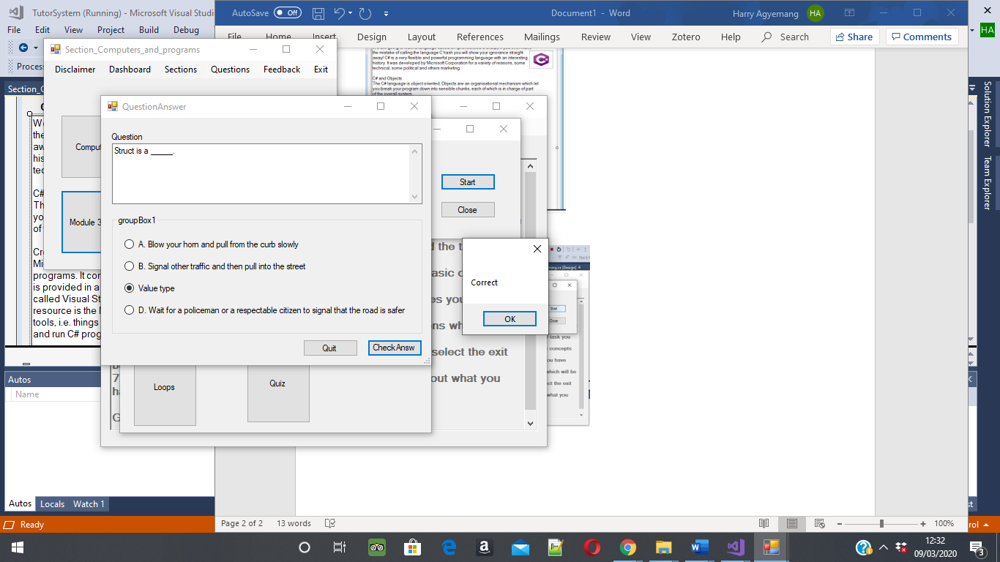 TutorSystem (Running) - Microsoft Visual Studi
AutoSave Off
Document1 - Word
Harry Agyemang HA
File Edit View Project Build Debug
File Home Insert Design Layout References Mailings Review View Zotero Help Search Share Comments
HA
Process
Section_C
Section_Computers_and_programs
Disclaimer Dashboard Sections Questions Feedback Exit
the mistake of calling the language C hash you will show your ignorance straight
away! C# is a very flexible and powerful programming language with an interesting
history. It was developed by Microsoft Corporation for a variety of reasons, some
technical, some political and others marketing.
C# and Objects
The C# language is object oriented. Objects are an organisational mechanism which let
you break your program down into sensible chunks, each of which is in charge of part
of the overall system.
Solution Explorer
Team Explorer
W
the
aw
his
tec
C#
Th
yo
of
Cre
Mi
programs. It cor
is provided in a
called Visual St
resource is the
tools, i.e. things
and run C# prog
Comput
Module 3
QuestionAnswer
Question
Struct is a _____.
groupBox1
A. Blow your horn and pull from the curb slowly
B. Signal other traffic and then pull into the street
Value type
D. Wait for a policeman or a respectable citizen to signal that the road is safer
Quit
CheckAnsw
Start
Close
Correct
OK
d the t
asic c
es you
ns wh
select the exit
out what you
7
ha
G
Loops
Quiz
Start
Close
task you
concepts
ou have
which will be
ct the exit
what you
Autos
Name
Autos Locals Watch 1
Ready
Page 2 of 2 13 words
100%
st
rol
12:32
09/03/2020
3